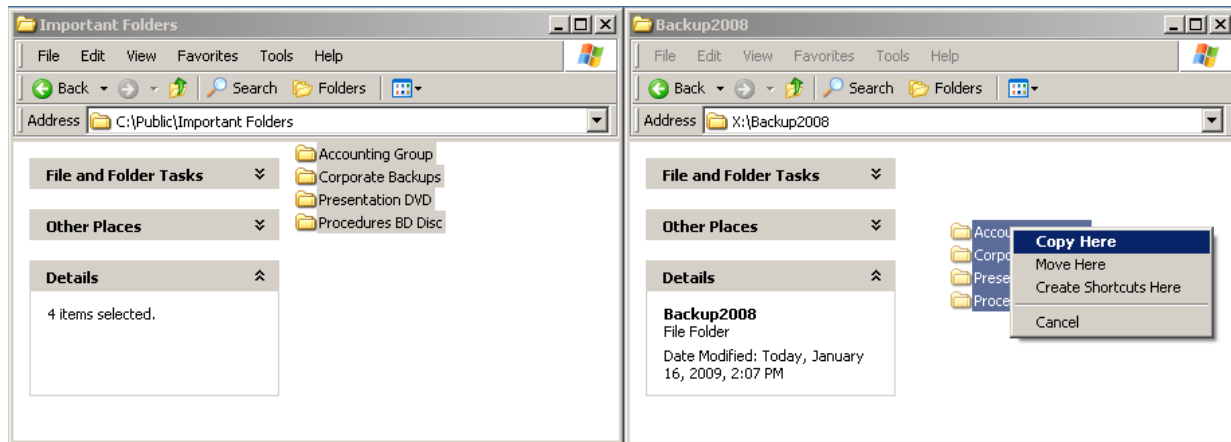 Important Folders
File Edit View Favorites Tools Help
Back Search Folders
Address C:\Public\Important Folders
File and Folder Tasks
Other Places
Details
4 items selected.
Accounting Group
Corporate Backups
Presentation DVD
Procedures BD Disc
Backup2008
File Edit View Favorites Tools Help
Back Search Folders
Address X:\Backup2008
File and Folder Tasks
Other Places
Details
Backup2008
File Folder
Date Modified: Today, January
16, 2009, 2:07 PM
Copy Here
Move Here
Create Shortcuts Here
Cancel